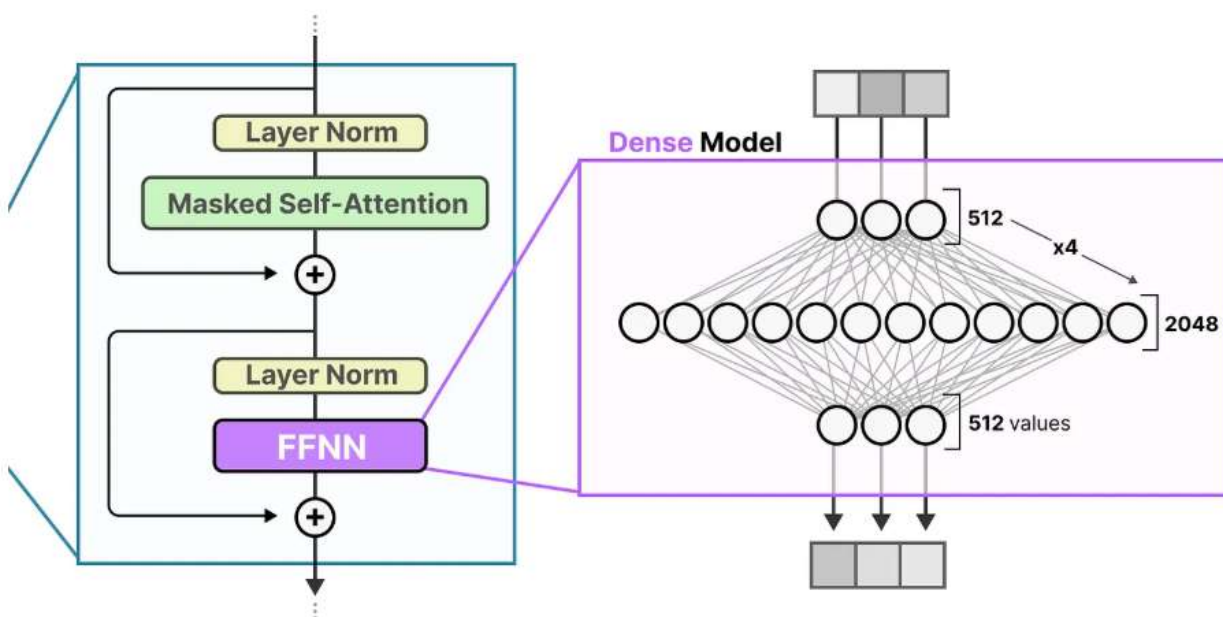 Layer Norm
Masked Self-Attention
+
Layer Norm
FFNN
+
Dense Model
512
x4
2048
512 values